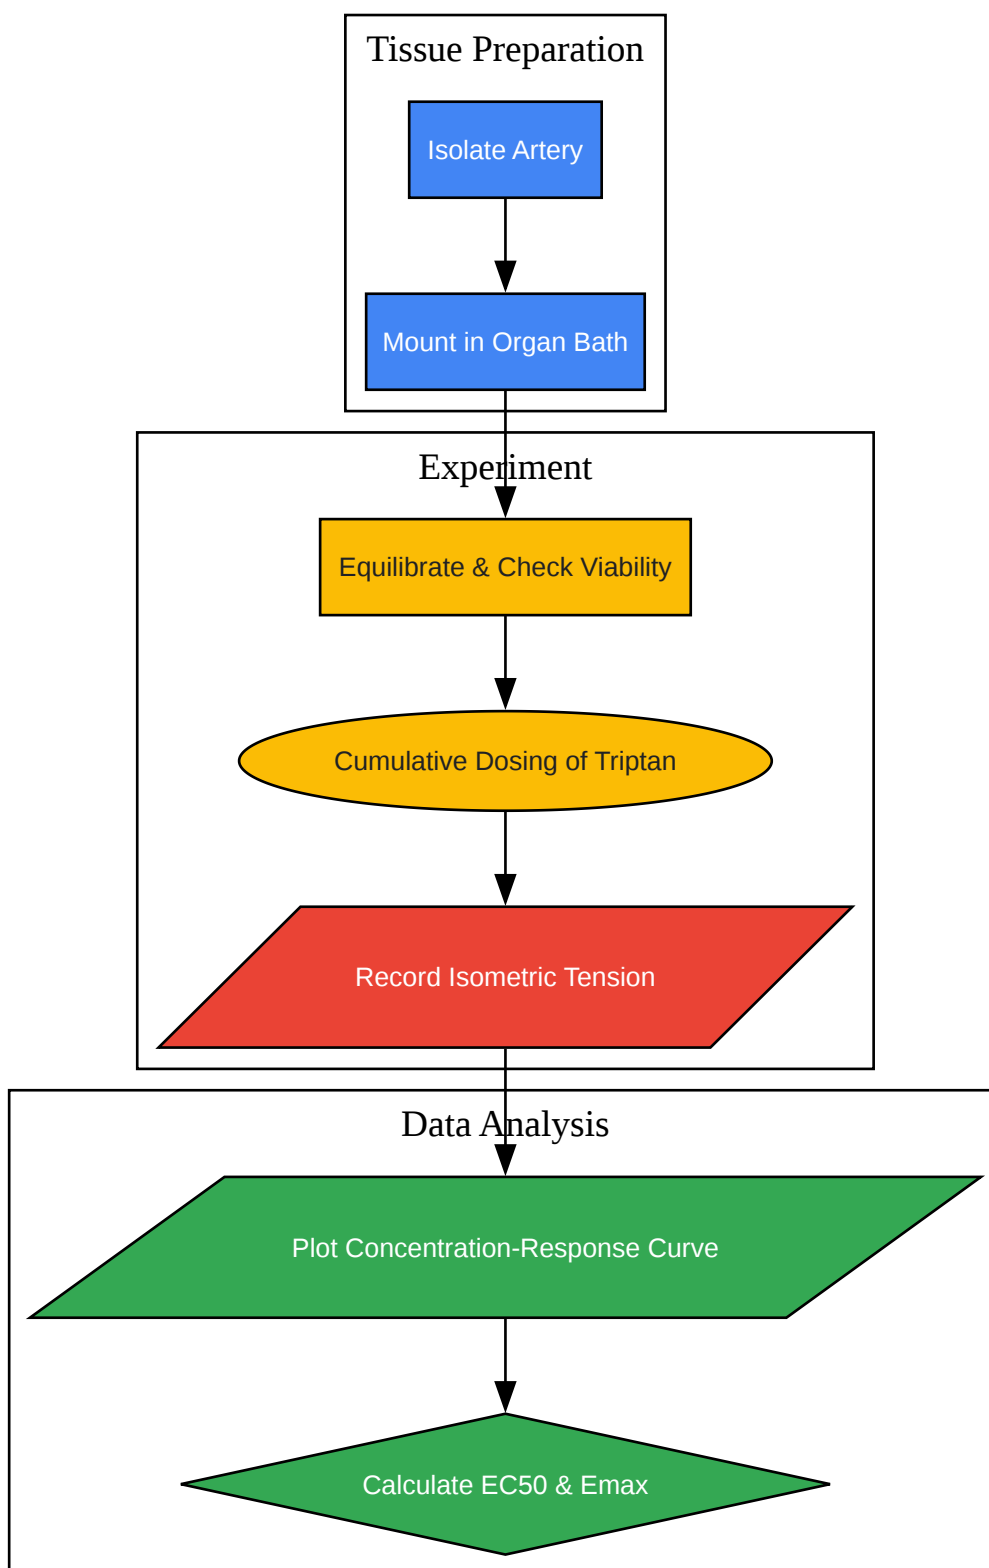 Tissue Preparation
Isolate Artery
Mount in Organ Bath
Experiment
Equilibrate & Check Viability
Cumulative Dosing of Triptan
Record Isometric Tension
Data Analysis
Plot Concentration-Response Curve
Calculate EC50 & Emax